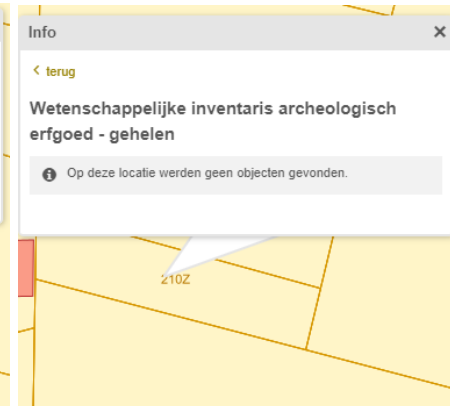 Info
terug
Wetenschappelijke inventaris archeologisch
erfgoed - gehelen
Op deze locatie werden geen objecten gevonden.
210Z